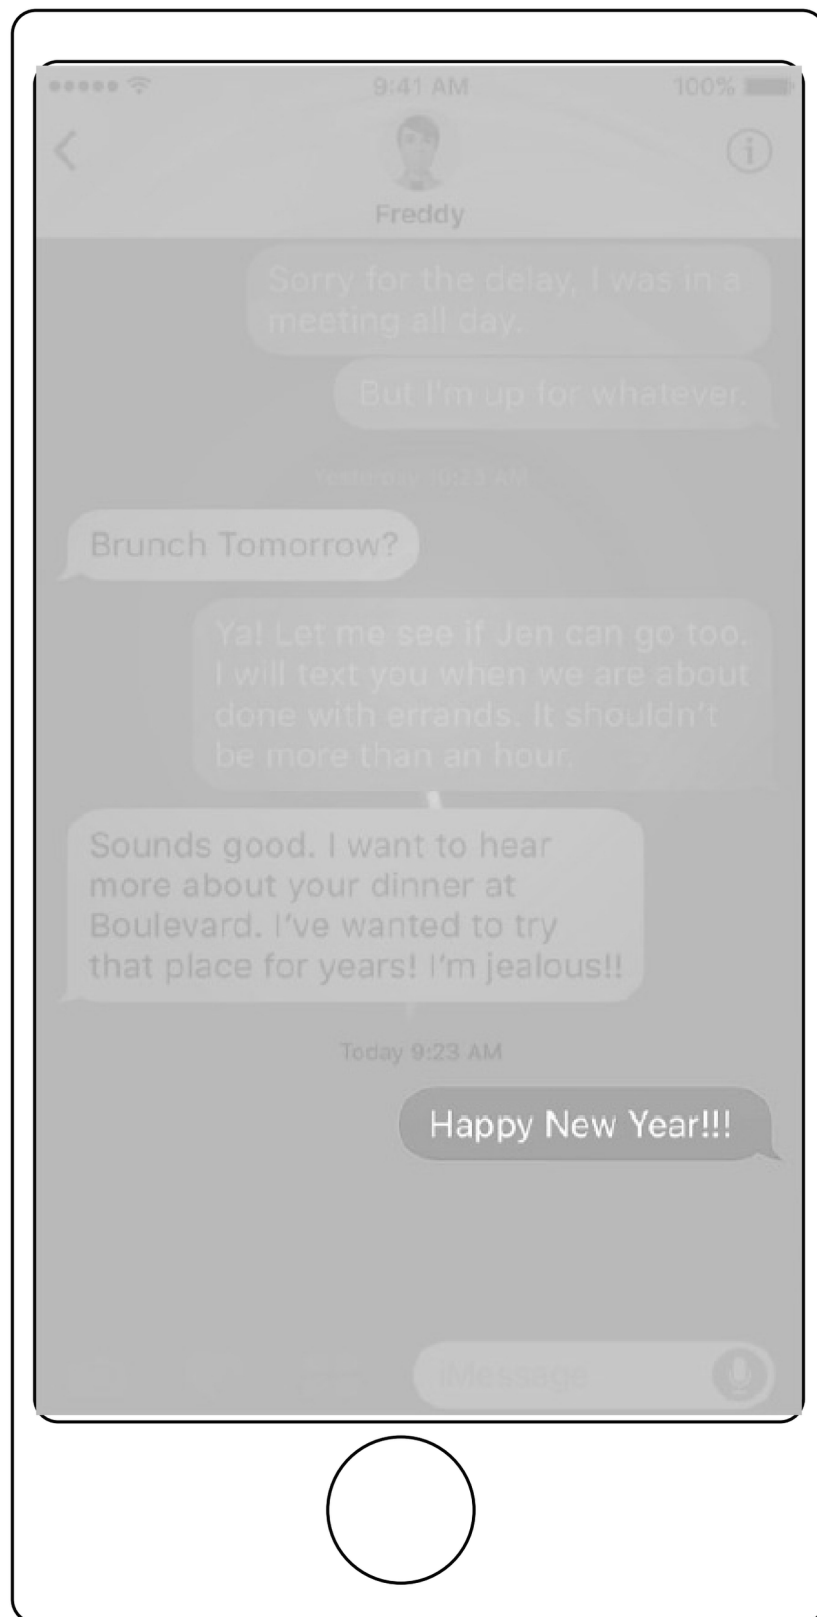 9:41 AM
100%
Freddy
Sorry for the delay, I was in a
meeting all day.
But I'm up for whatever.
Yesterday
Brunch Tomorrow?
Ya! Let me see if Jen can go too.
I will text you when we are about
done with errands. It shouldn't
be more than an hour.
Sounds good. I want to hear
more about your dinner at
Boulevard. I've wanted to try
that place for years! I'm jealous!!
Today 9:23 AM
Happy New Year!!!
iMessage